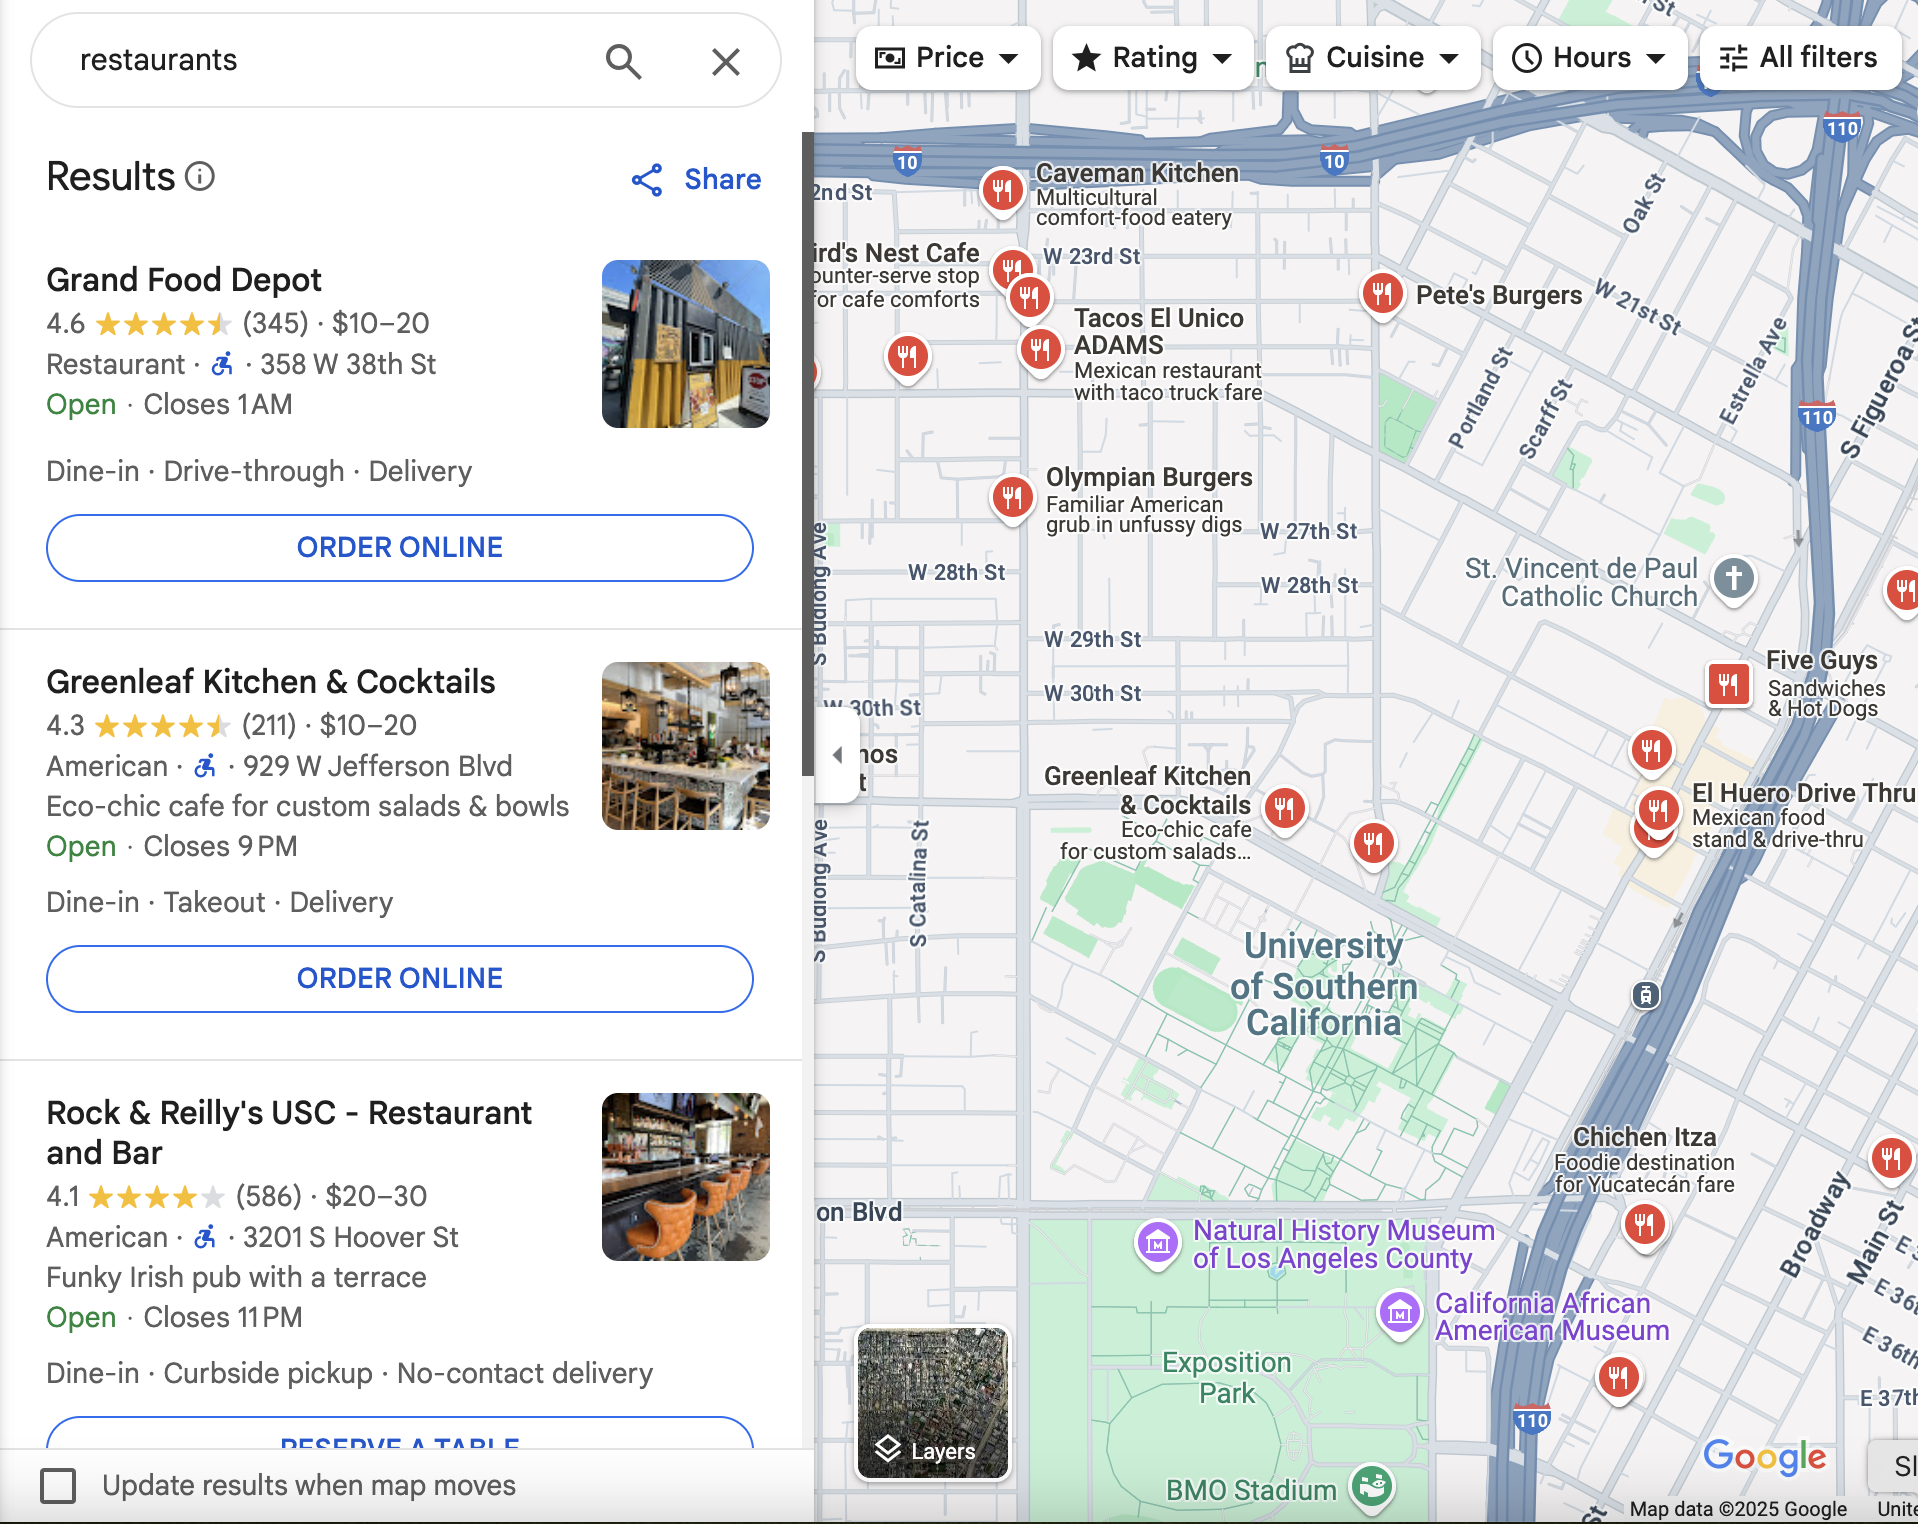 restaurants
Price
Rating
Cuisine
Hours
All filters
Results
Share
Grand Food Depot
4.6 (345) · $10–20
Restaurant · · 358 W 38th St
Open · Closes 1 AM
Dine-in · Drive-through · Delivery
ORDER ONLINE
Greenleaf Kitchen & Cocktails
4.3 (211) · $10–20
American · · 929 W Jefferson Blvd
Eco-chic cafe for custom salads & bowls
Open · Closes 9 PM
Dine-in · Takeout · Delivery
ORDER ONLINE
Rock & Reilly's USC - Restaurant
and Bar
4.1 (586) · $20–30
American · · 3201 S Hoover St
Funky Irish pub with a terrace
Open · Closes 11 PM
Dine-in · Curbside pickup · No-contact delivery
RESERVE A TABLE
Update results when map moves
10
10
110
2nd St
Caveman Kitchen
Multicultural
comfort-food eatery
Oak St
ird's Nest Cafe
ounter-serve stop
for cafe comforts
W 23rd St
Pete's Burgers
W 21st St
Tacos El Unico
ADAMS
Mexican restaurant
with taco truck fare
Portland St
Scarff St
Estrella Ave
110
S Figueroa St
Olympian Burgers
Familiar American
grub in unfussy digs
W 27th St
S Budlong Ave
W 28th St
W 28th St
St. Vincent de Paul
Catholic Church
W 29th St
Five Guys
Sandwiches
& Hot Dogs
W 30th St
W 30th St
nos
t
Greenleaf Kitchen
& Cocktails
Eco-chic cafe
for custom salads...
El Huero Drive Thru
Mexican food
stand & drive-thru
S Budlong Ave
S Catalina St
University
of Southern
California
Chichen Itza
Foodie destination
for Yucatecán fare
Broadway
Main St
on Blvd
Natural History Museum
of Los Angeles County
California African
American Museum
E 36t
E 36th
E 37th
Exposition
Park
110
BMO Stadium
Layers
Google
Sl
Map data ©2025 Google
Unite